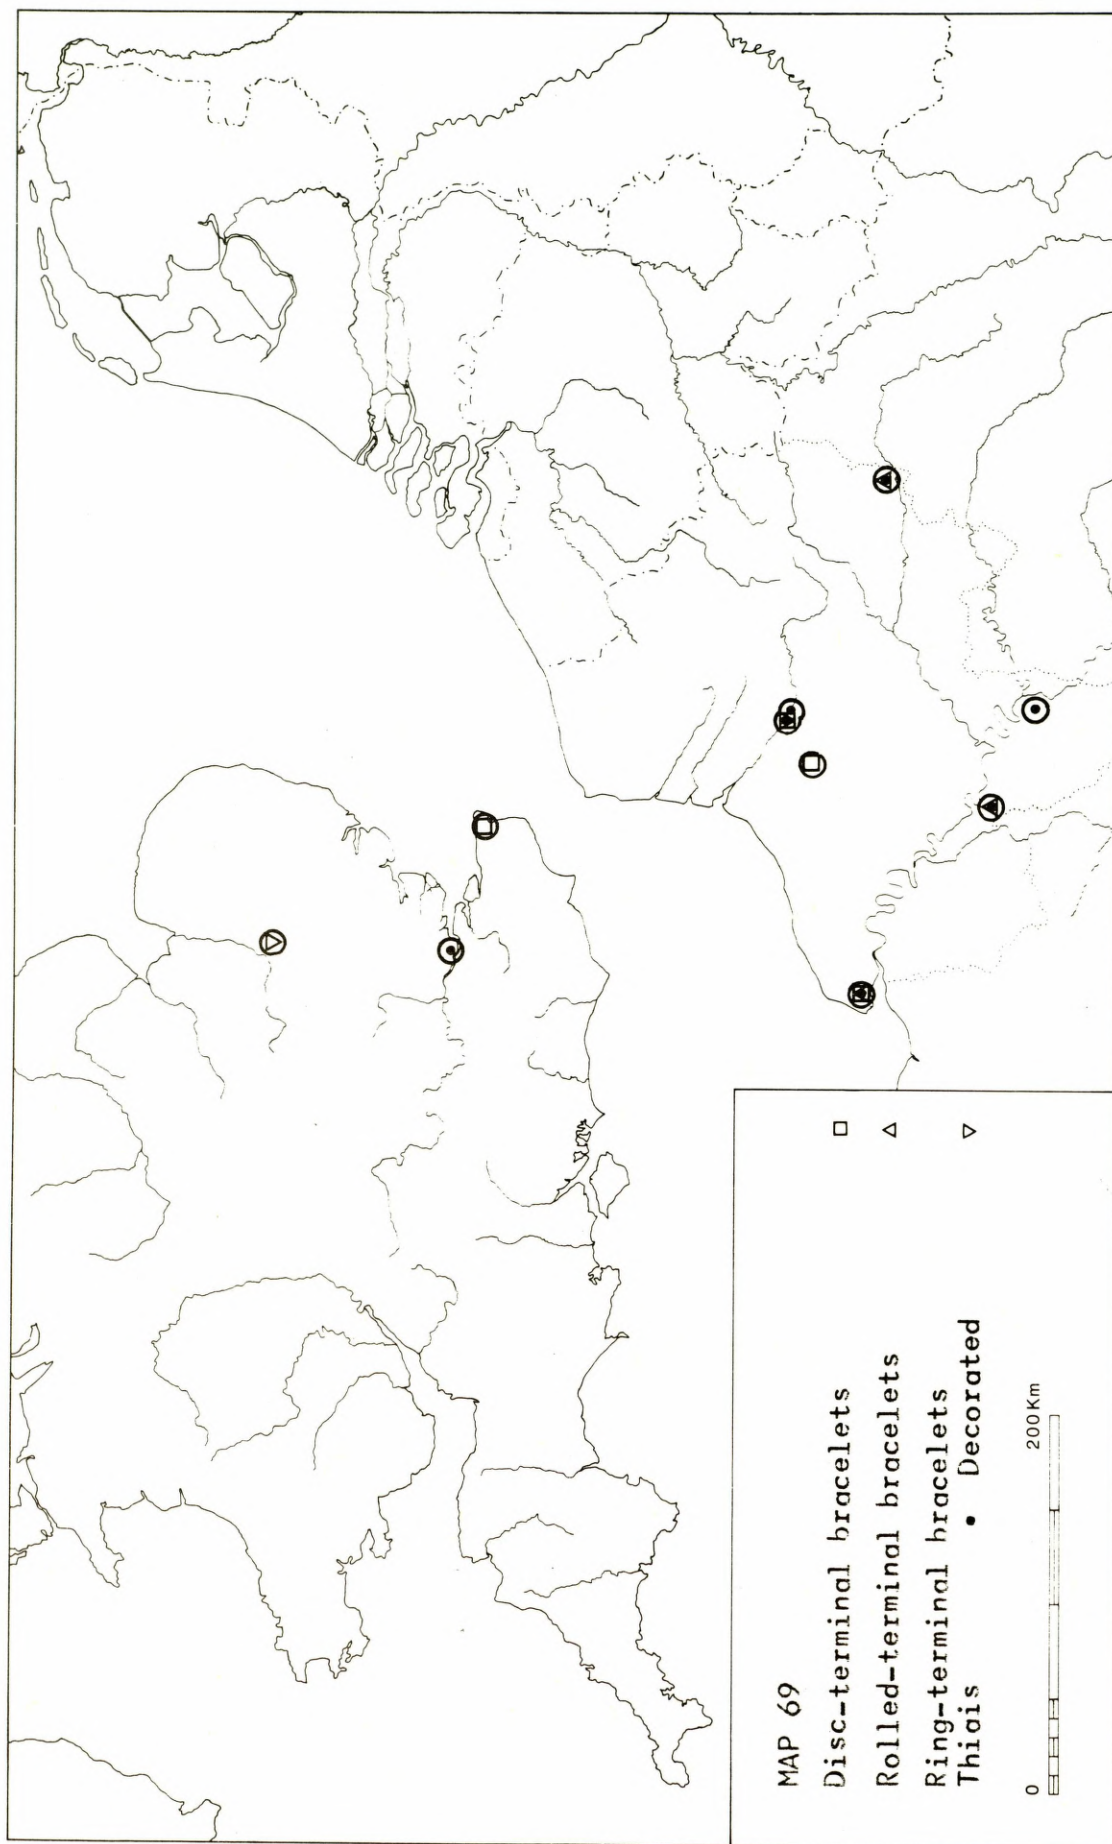 MAP 69
Disc-terminal bracelets □
Rolled-terminal bracelets △
Ring-terminal bracelets
Thiais • Decorated ▽
0 200Km